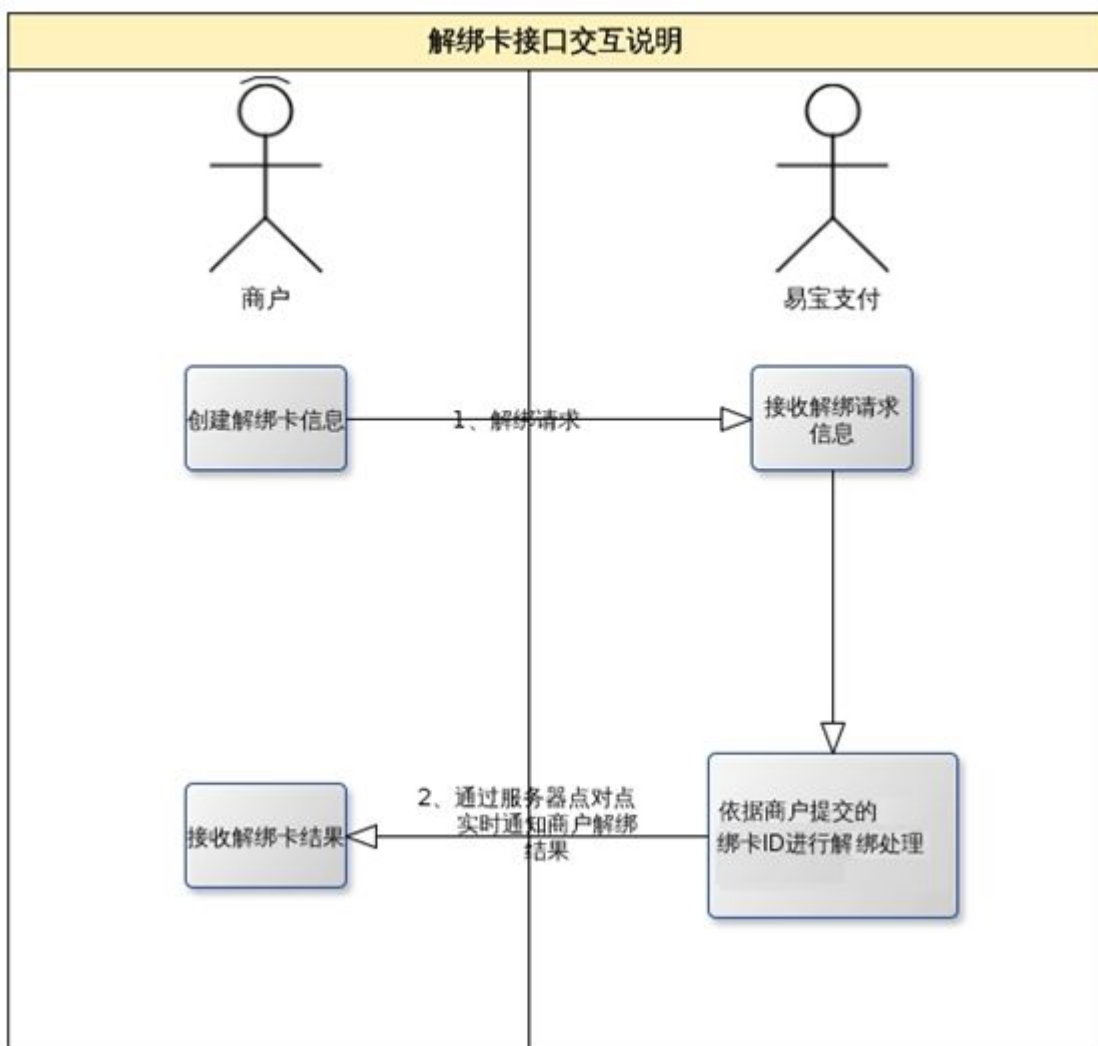 解绑卡接口交互说明
商户
易宝支付
创建解绑卡信息
1、解绑请求
接收解绑请求
信息
依据商户提交的
绑卡ID进行解 绑处理
2、通过服务器点对点
实时通知商户解绑
结果
接收解绑卡结果